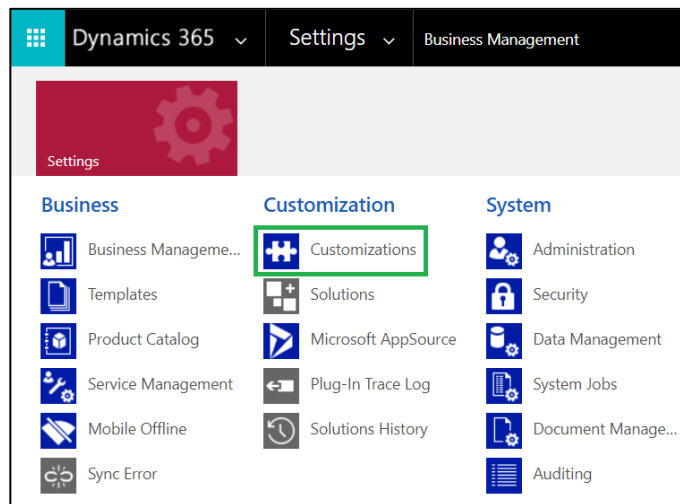 Dynamics 365 Settings Business Management
Settings
Business Customization System
Business Manageme... Customizations Administration
Templates Solutions Security
Product Catalog Microsoft AppSource Data Management
Service Management Plug-In Trace Log System Jobs
Mobile Offline Solutions History Document Manage...
Sync Error Auditing